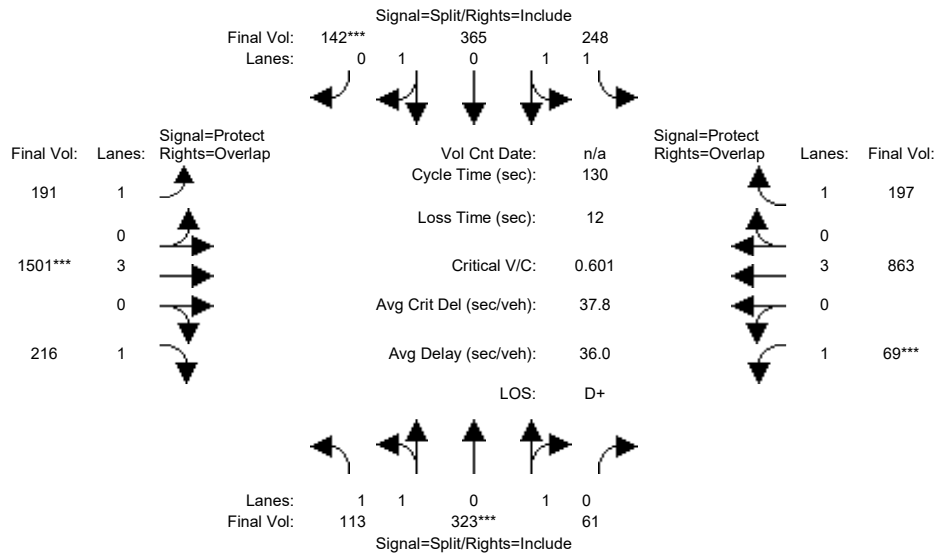 Signal=Split/Rights=Include
Final Vol: 142*** 365 248
Lanes: 0 1 0 1 1
Signal=Protect Signal=Protect
Final Vol: Lanes: Rights=Overlap Vol Cnt Date: n/a Rights=Overlap Lanes: Final Vol:
Cycle Time (sec): 130
191 1 1 197
Loss Time (sec): 12
0 0
1501*** 3 Critical V/C: 0.601 3 863
0 Avg Crit Del (sec/veh): 37.8 0
216 1 Avg Delay (sec/veh): 36.0 1 69***
LOS: D+
Lanes: 1 1 0 1 0
Final Vol: 113 323*** 61
Signal=Split/Rights=Include